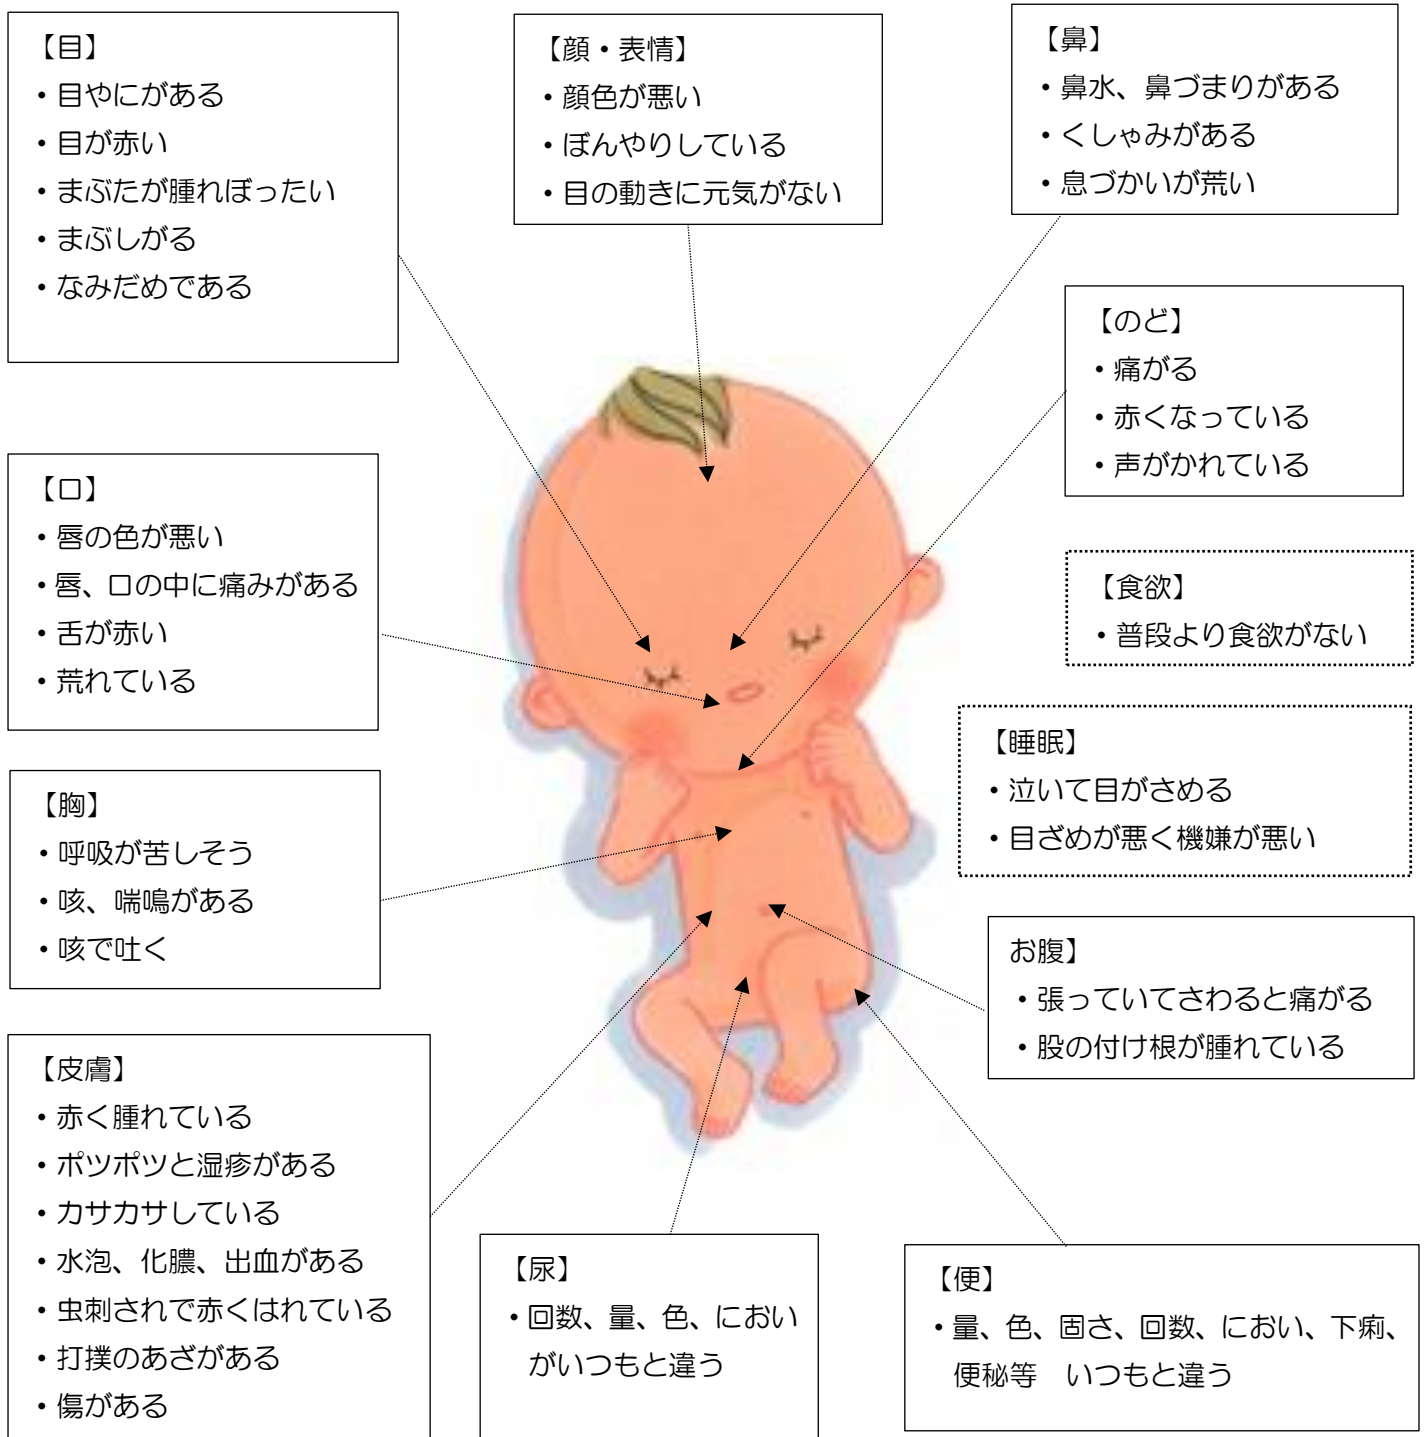 【目】
・目やにがある
・目が赤い
・まぶたが腫れぼったい
・まぶしがる
・なみだめである
【顔・表情】
・顔色が悪い
・ぼんやりしている
・目の動きに元気がない
【鼻】
・鼻水、鼻づまりがある
・くしゃみがある
・息づかいが荒い
【のど】
・痛がる
・赤くなっている
・声がかれている
【口】
・唇の色が悪い
・唇、口の中に痛みがある
・舌が赤い
・荒れている
【食欲】
・普段より食欲がない
【睡眠】
・泣いて目がさめる
・目ざめが悪く機嫌が悪い
【胸】
・呼吸が苦しそう
・咳、喘鳴がある
・咳で吐く
お腹】
・張っていてさわると痛がる
・股の付け根が腫れている
【皮膚】
・赤く腫れている
・ポツポツと湿疹がある
・カサカサしている
・水泡、化膿、出血がある
・虫刺されで赤くはれている
・打撲のあざがある
・傷がある
【尿】
・回数、量、色、におい
がいつもと違う
【便】
・量、色、固さ、回数、におい、下痢、
便秘等　いつもと違う